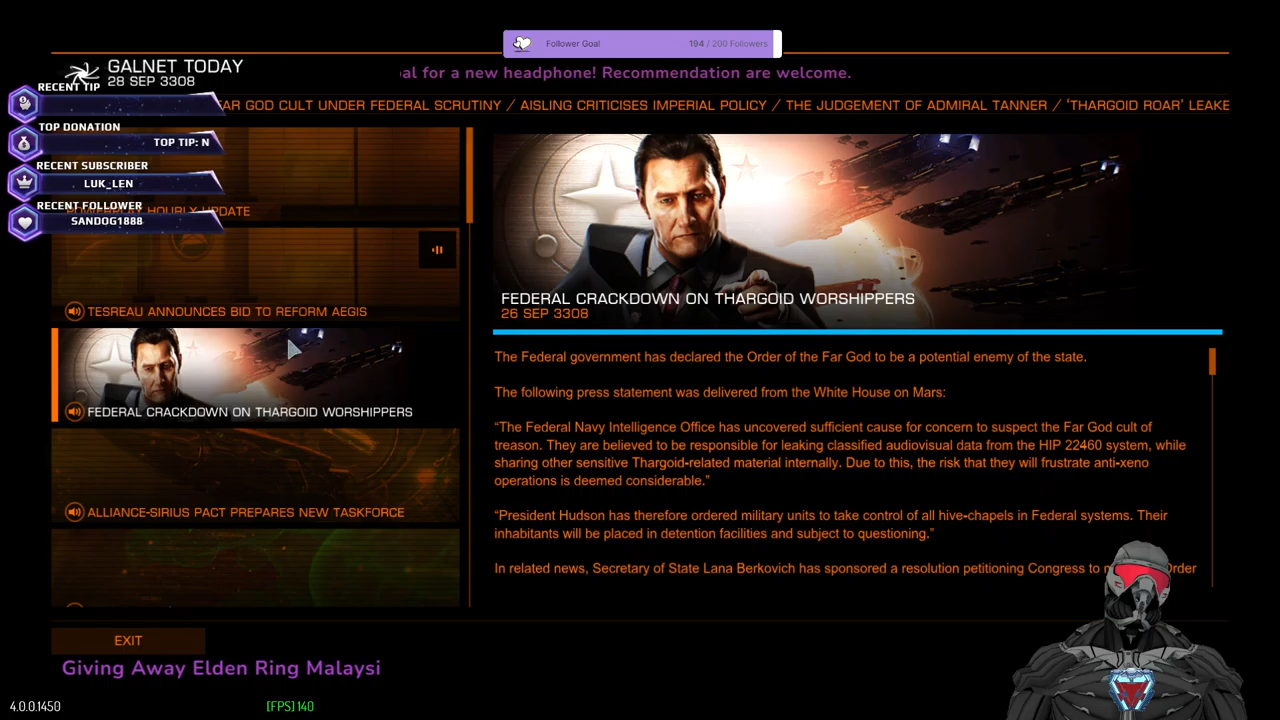 Follower Goal
194 / 200 Followers
al for a new headphone! Recommendation are welcome.
GALNET TODAY
28 SEP 3308
FAR GOD CULT UNDER FEDERAL SCRUTINY / AISLING CRITICISES IMPERIAL POLICY / THE JUDGEMENT OF ADMIRAL TANNER / ‘THARGOID ROAR’ LEAKE
RECENT TIP
TOP DONATION
TOP TIP: N
RECENT SUBSCRIBER
LUK_LEN
RECENT FOLLOWER
SANDOG1888
POWERPLAY HOURLY UPDATE
TESREAU ANNOUNCES BID TO REFORM AEGIS
FEDERAL CRACKDOWN ON THARGOID WORSHIPPERS
ALLIANCE-SIRIUS PACT PREPARES NEW TASKFORCE
FEDERAL CRACKDOWN ON THARGOID WORSHIPPERS
26 SEP 3308
The Federal government has declared the Order of the Far God to be a potential enemy of the state.
The following press statement was delivered from the White House on Mars:
“The Federal Navy Intelligence Office has uncovered sufficient cause for concern to suspect the Far God cult of
treason. They are believed to be responsible for leaking classified audiovisual data from the HIP 22460 system, while
sharing other sensitive Thargoid-related material internally. Due to this, the risk that they will frustrate anti-xeno
operations is deemed considerable.”
“President Hudson has therefore ordered military units to take control of all hive-chapels in Federal systems. Their
inhabitants will be placed in detention facilities and subject to questioning.”
In related news, Secretary of State Lana Berkovich has sponsored a resolution petitioning Congress to Order
EXIT
Giving Away Elden Ring Malaysi
4.0.0.1450
[FPS] 140